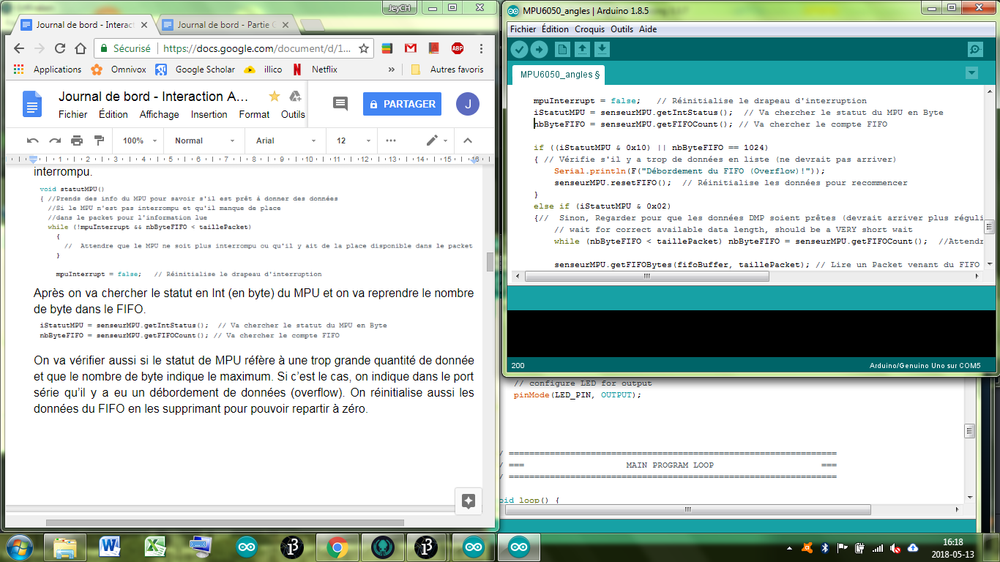 JeyCH
Journal de bord - Interac
Journal de bord - Partie C
Sécurisé
https://docs.google.com/document/d/1...
ABP
Applications
Omnivox
Google Scholar
illico
Netflix
»
Autres favoris
Journal de bord - Interaction A...
Fichier Édition Affichage Insertion Format Outils
PARTAGER
J
100% Normal Arial 12
1 2 3 4 5 6 7 8 9 10 11 12 13 14 15 16
interrompu.
void statutMPU()
{ //Prends des info du MPU pour savoir s'il est prêt à donner des données
//Si le MPU n'est pas interrompu et qu'il manque de place
//dans le packet pour l'information lue
while (!mpuInterrupt && nbByteFIFO < taillePacket)
{
// Attendre que le MPU ne soit plus interrompu ou qu'il y ait de la place disponible dans le packet
}
mpuInterrupt = false; // Réinitialise le drapeau d'interruption
Après on va chercher le statut en Int (en byte) du MPU et on va reprendre le nombre
de byte dans le FIFO.
iStatutMPU = senseurMPU.getIntStatus(); // Va chercher le statut du MPU en Byte
nbByteFIFO = senseurMPU.getFIFOCount(); // Va chercher le compte FIFO
On va vérifier aussi si le statut de MPU réfère à une trop grande quantité de donnée
et que le nombre de byte indique le maximum. Si c'est le cas, on indique dans le port
série qu'il y a eu un débordement de données (overflow). On réinitialise aussi les
données du FIFO en les supprimant pour pouvoir repartir à zéro.
MPU6050_angles | Arduino 1.8.5
Fichier Édition Croquis Outils Aide
MPU6050_angles §
mpuInterrupt = false; // Réinitialise le drapeau d'interruption
iStatutMPU = senseurMPU.getIntStatus(); // Va chercher le statut du MPU en Byte
nbByteFIFO = senseurMPU.getFIFOCount(); // Va chercher le compte FIFO
if ((iStatutMPU & 0x10) || nbByteFIFO == 1024)
{ // Vérifie s'il y a trop de données en liste (ne devrait pas arriver)
Serial.println(F("Débordement du FIFO (Overflow)!"));
senseurMPU.resetFIFO(); // Réinitialise les données pour recommencer
}
else if (iStatutMPU & 0x02)
{// Sinon, Regarder pour que les données DMP soient prêtes (devrait arriver plus réguli
// wait for correct available data length, should be a VERY short wait
while (nbByteFIFO < taillePacket) nbByteFIFO = senseurMPU.getFIFOCount(); //Attendr
senseurMPU.getFIFOBytes(fifoBuffer, taillePacket); // Lire un Packet venant du FIFO
200
Arduino/Genuino Uno sur COM5
// configure LED for output
pinMode(LED_PIN, OUTPUT);
/ ================================================================
/ === MAIN PROGRAM LOOP ===
/ ================================================================
oid loop() {
16:18
2018-05-13